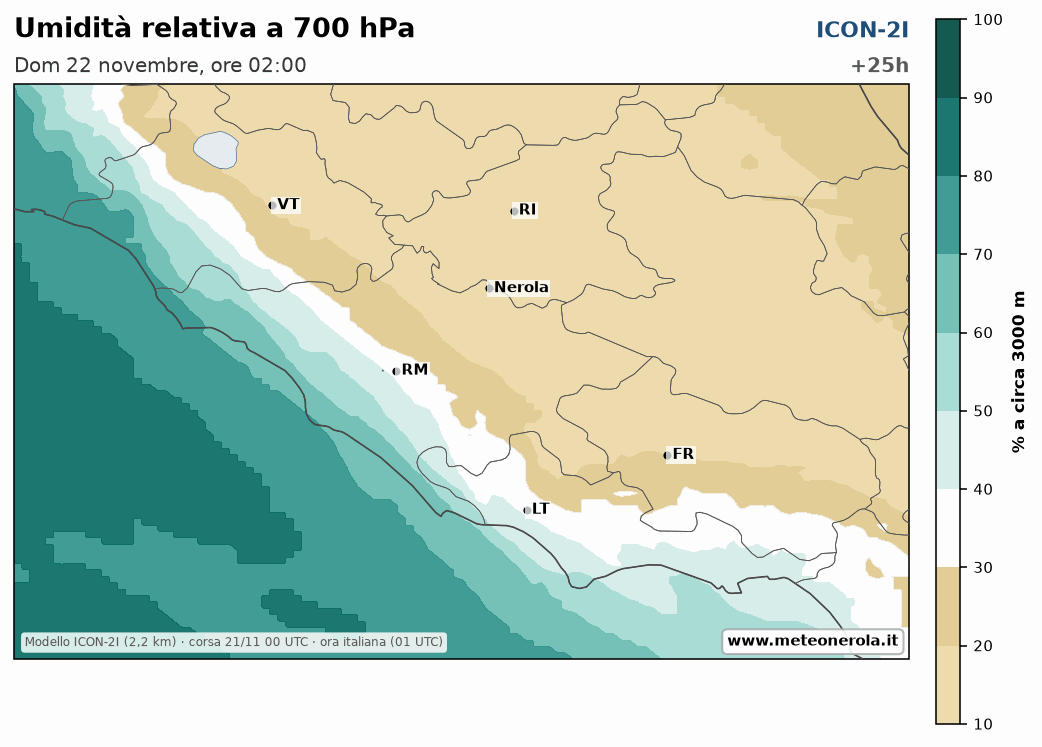 Umidità relativa a 700 hPa
ICON-2I
Dom 22 novembre, ore 02:00
+25h
100
90
80
70
60
50
40
30
20
10
% a circa 3000 m
VT
RI
Nerola
RM
FR
LT
Modello ICON-2I (2,2 km) · corsa 21/11 00 UTC · ora italiana (01 UTC)
www.meteonerola.it